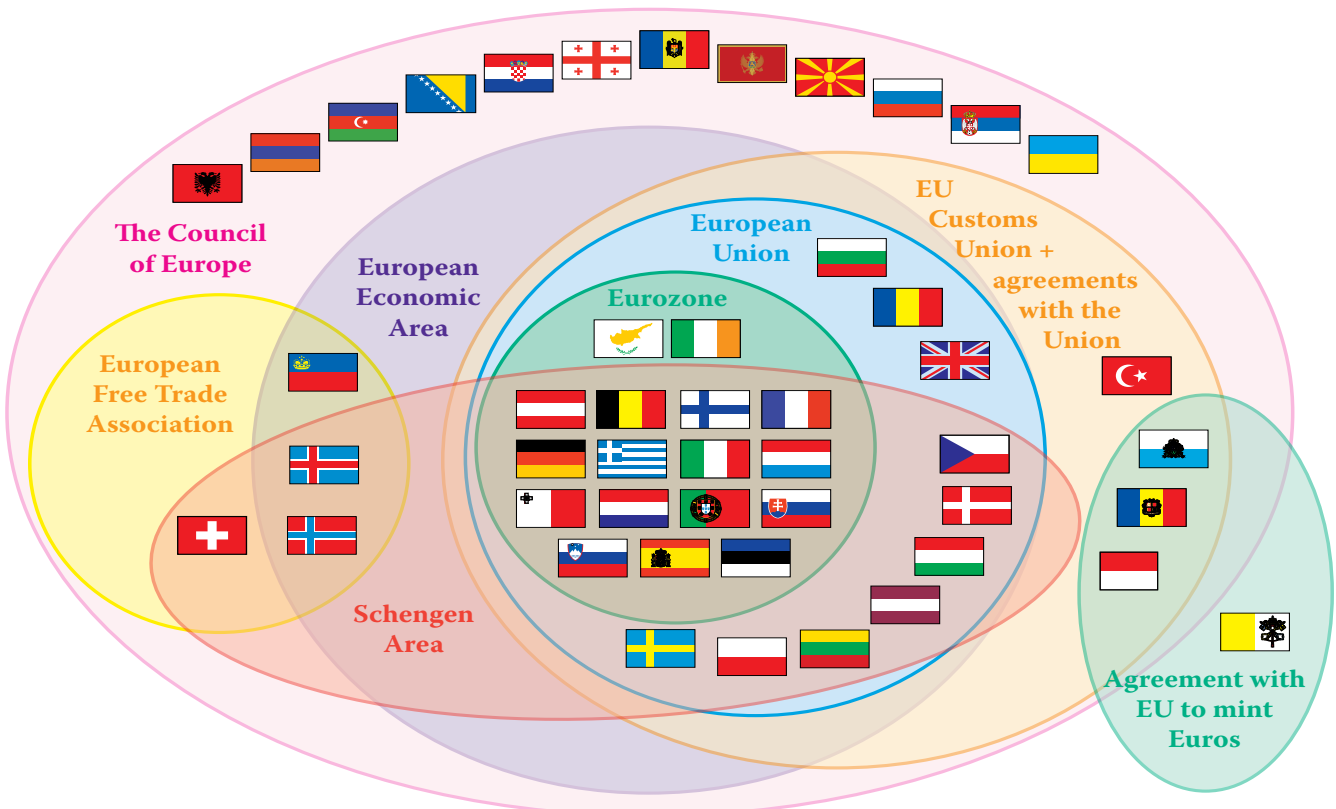 The Council
of Europe
European
Economic
Area
European
Union
EU
Customs
Union +
agreements
with the
Union
Eurozone
European
Free Trade
Association
Schengen
Area
Agreement with
EU to mint
Euros